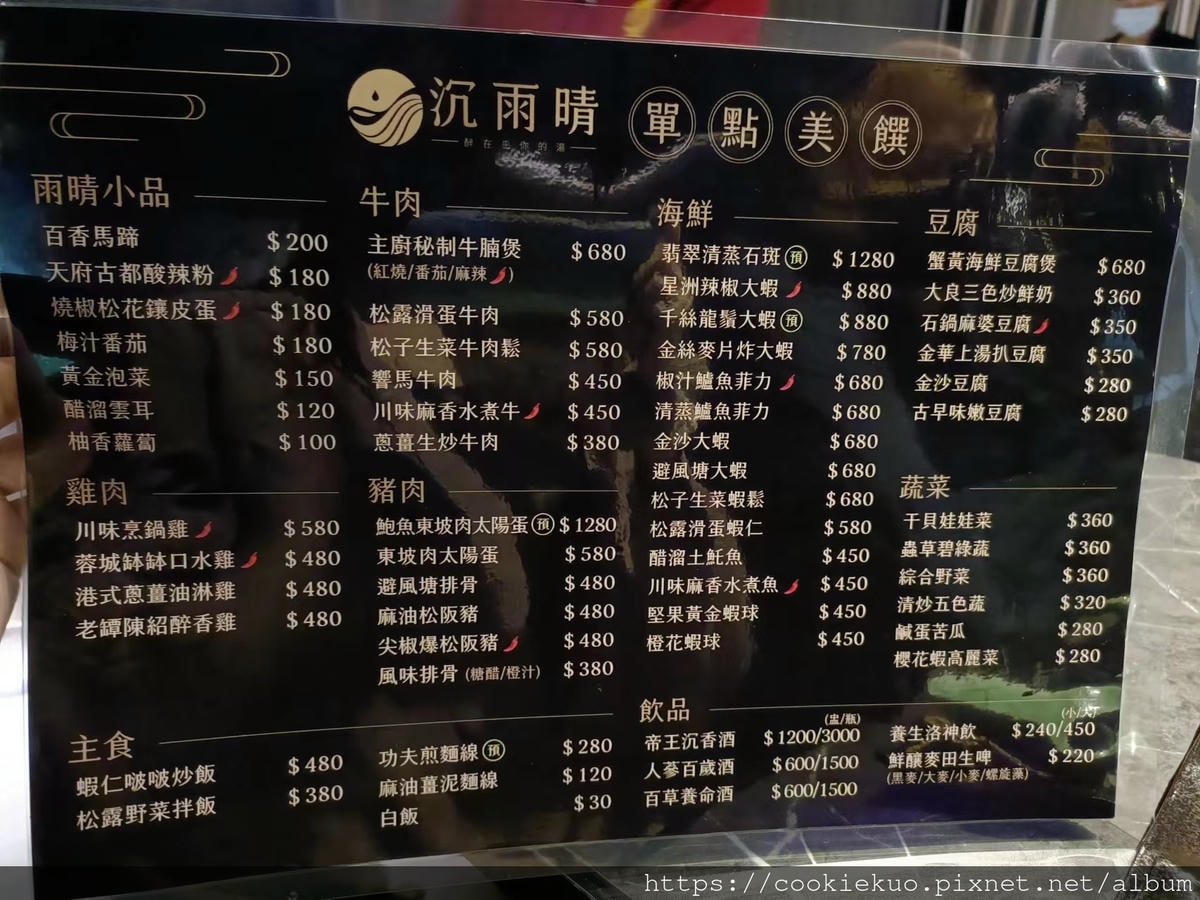 沉雨晴
單點美饌
雨晴小品
百香馬蹄 $200
天府古都酸辣粉 $180
燒椒松花鑲皮蛋 $180
梅汁番茄 $180
黃金泡菜 $150
醋溜雲耳 $120
柚香蘿蔔 $100
雞肉
川味烹鍋雞 $580
蓉城缽缽口水雞 $480
港式蔥薑油淋雞 $480
老罈陳紹醉香雞 $480
牛肉
主廚秘制牛腩煲 $680
(紅燒/番茄/麻辣)
松露滑蛋牛肉 $580
松子生菜牛肉鬆 $580
響馬牛肉 $450
川味麻香水煮牛 $450
蔥薑生炒牛肉 $380
豬肉
鮑魚東坡肉太陽蛋 預 $1280
東坡肉太陽蛋 $580
避風塘排骨 $480
麻油松阪豬 $480
尖椒爆松阪豬 $480
風味排骨 (糖醋/橙汁) $380
海鮮
翡翠清蒸石斑 預 $1280
星洲辣椒大蝦 $880
千絲龍鬚大蝦 預 $880
金絲麥片炸大蝦 $780
椒汁鱸魚菲力 $680
清蒸鱸魚菲力 $680
金沙大蝦 $680
避風塘大蝦 $680
松子生菜蝦鬆 $680
松露滑蛋蝦仁 $580
醋溜土魠魚 $450
川味麻香水煮魚 $450
堅果黃金蝦球 $450
橙花蝦球 $450
豆腐
蟹黃海鮮豆腐煲 $680
大良三色炒鮮奶 $360
石鍋麻婆豆腐 $350
金華上湯扒豆腐 $350
金沙豆腐 $280
古早味嫩豆腐 $280
蔬菜
干貝娃娃菜 $360
蟲草碧綠蔬 $360
綜合野菜 $360
清炒五色蔬 $320
鹹蛋苦瓜 $280
櫻花蝦高麗菜 $280
主食
蝦仁啵啵炒飯 $480
松露野菜拌飯 $380
功夫煎麵線 預 $280
麻油薑泥麵線 $120
白飯 $30
飲品
(盅/瓶)
帝王沉香酒 $1200/3000
人蔘百歲酒 $600/1500
百草養命酒 $600/1500
(小/大)
養生洛神飲 $240/450
鮮釀麥田生啤 $220
(黑麥/大麥/小麥/螺旋藻)
https://cookiekuo.pixnet.net/album